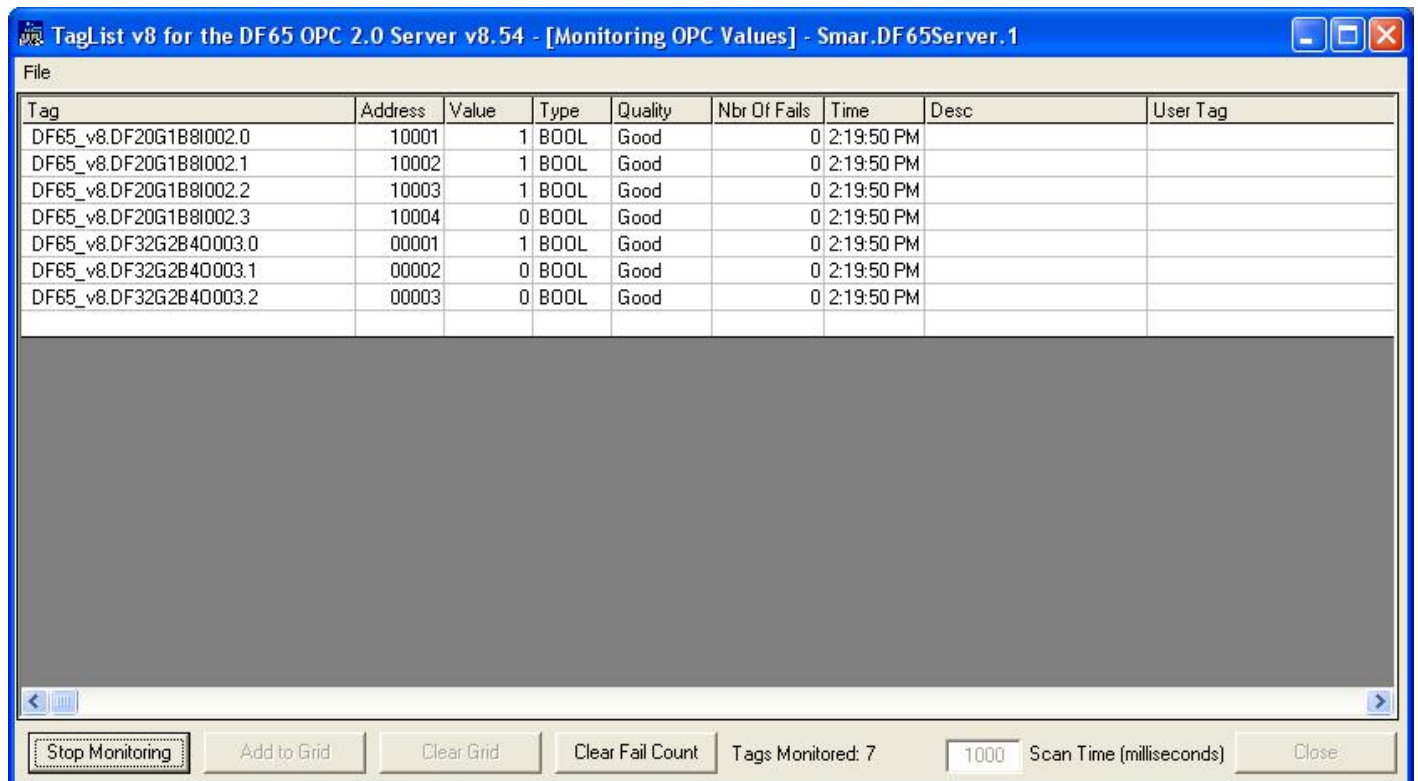 TagList v8 for the DF65 OPC 2.0 Server v8.54 - [Monitoring OPC Values] - Smar.DF65Server.1
File
Tag Address Value Type Quality Nbr Of Fails Time Desc User Tag
DF65_v8.DF20G1B8I002.0 10001 1 BOOL Good 0 2:19:50 PM
DF65_v8.DF20G1B8I002.1 10002 1 BOOL Good 0 2:19:50 PM
DF65_v8.DF20G1B8I002.2 10003 1 BOOL Good 0 2:19:50 PM
DF65_v8.DF20G1B8I002.3 10004 0 BOOL Good 0 2:19:50 PM
DF65_v8.DF32G2B4O003.0 00001 1 BOOL Good 0 2:19:50 PM
DF65_v8.DF32G2B4O003.1 00002 0 BOOL Good 0 2:19:50 PM
DF65_v8.DF32G2B4O003.2 00003 0 BOOL Good 0 2:19:50 PM
Stop Monitoring Add to Grid Clear Grid Clear Fail Count Tags Monitored: 7 1000 Scan Time (milliseconds) Close